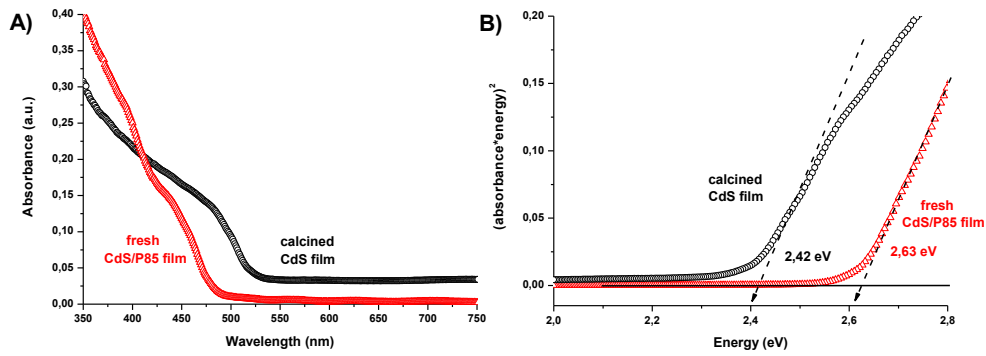 A)
0,40
0,35
0,30
0,25
0,20
0,15
0,10
0,05
0,00
Absorbance (a.u.)
fresh
CdS/P85 film
calcined
CdS film
350 400 450 500 550 600 650 700 750
Wavelength (nm)
B)
0,20
0,15
0,10
0,05
0,00
(absorbance*energy)²
calcined
CdS film
2,42 eV
fresh
CdS/P85 film
2,63 eV
2,0 2,2 2,4 2,6 2,8
Energy (eV)